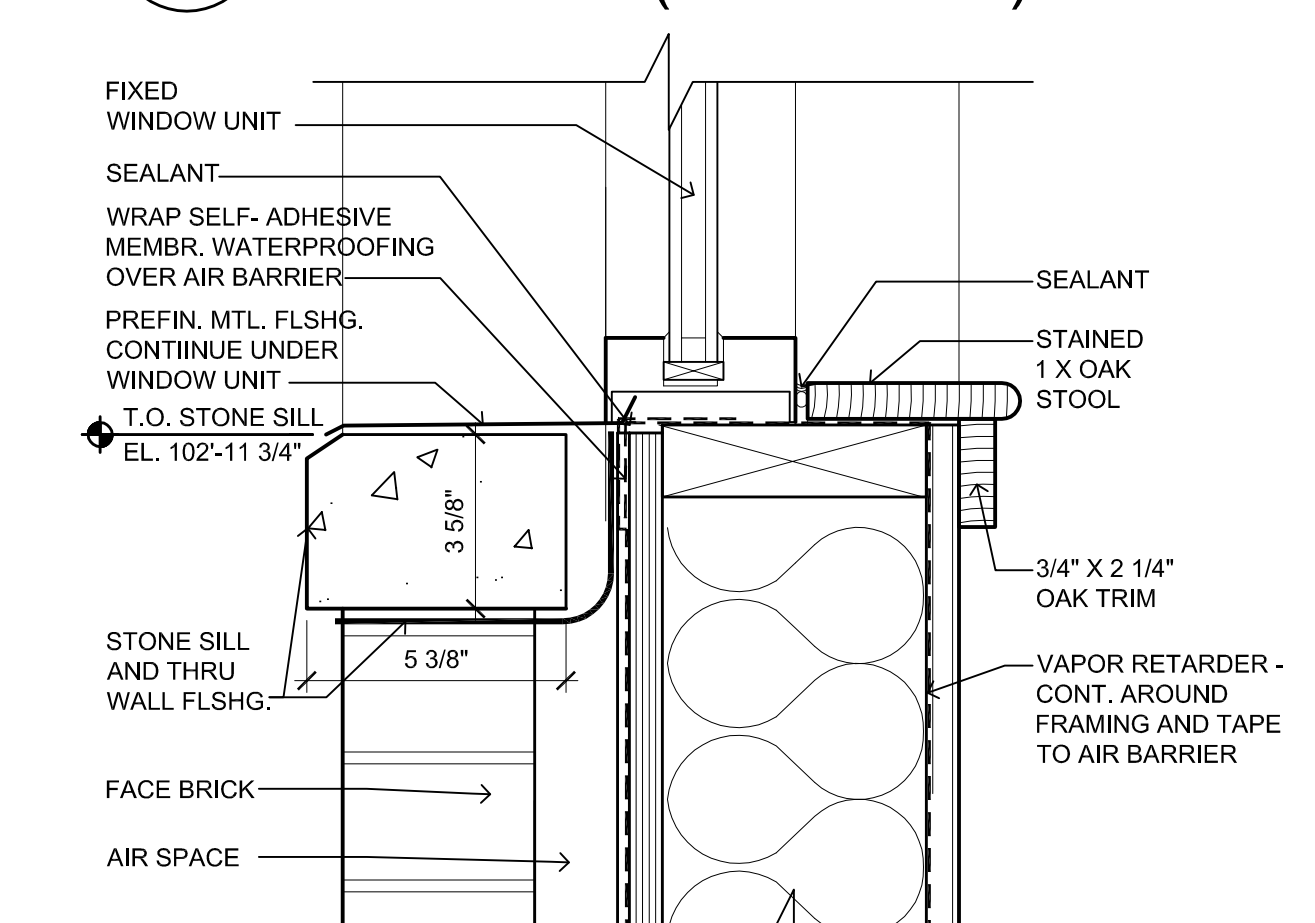 FIXED
WINDOW UNIT
SEALANT
WRAP SELF- ADHESIVE
MEMBR. WATERPROOFING
OVER AIR BARRIER
PREFIN. MTL. FLSHG.
CONTIINUE UNDER
WINDOW UNIT
T.O. STONE SILL
EL. 102'-11 3/4"
3 5/8"
5 3/8"
STONE SILL
AND THRU
WALL FLSHG.
FACE BRICK
AIR SPACE
SEALANT
STAINED
1 X OAK
STOOL
3/4" X 2 1/4"
OAK TRIM
VAPOR RETARDER -
CONT. AROUND
FRAMING AND TAPE
TO AIR BARRIER